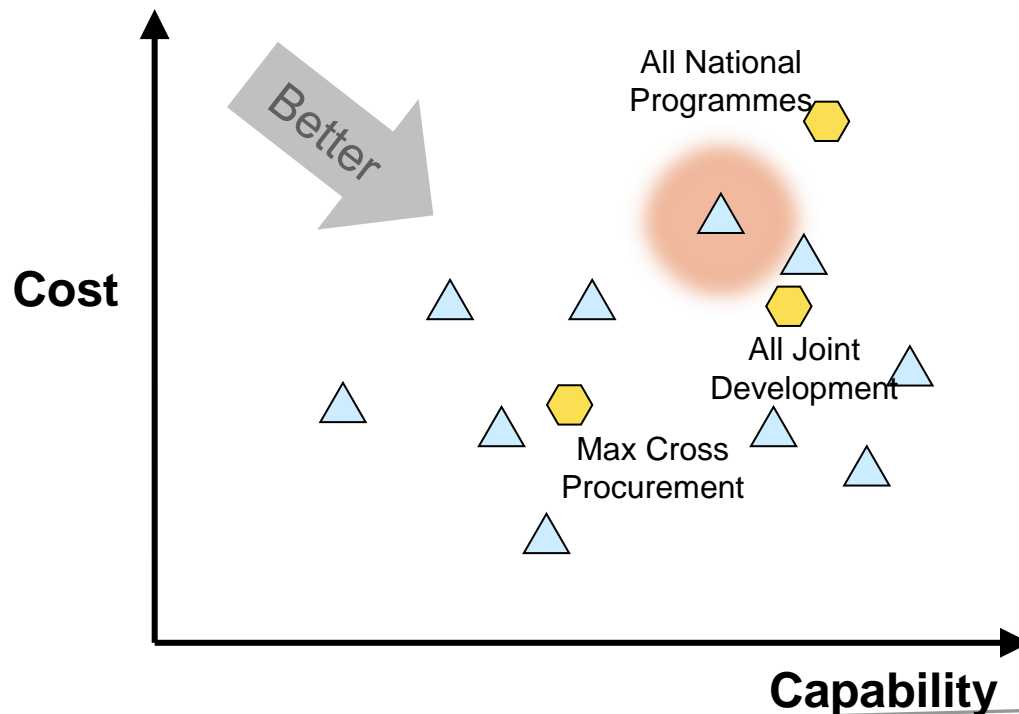 All National
Programmes
Better
Cost
All Joint
Development
Max Cross
Procurement
Capability